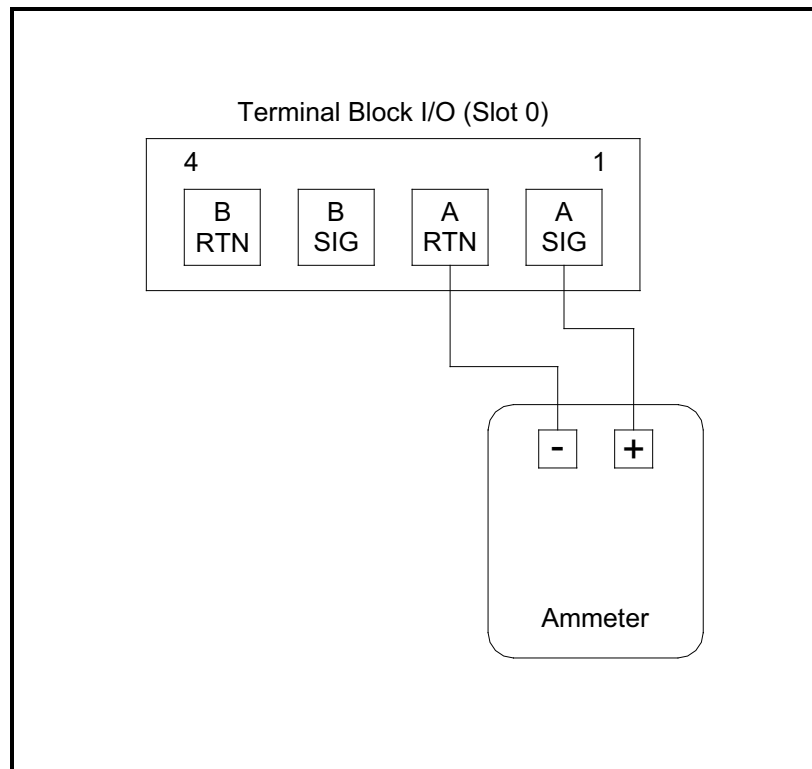 Terminal Block I/O (Slot 0)
4 1
B B A A
RTN SIG RTN SIG
- +
Ammeter